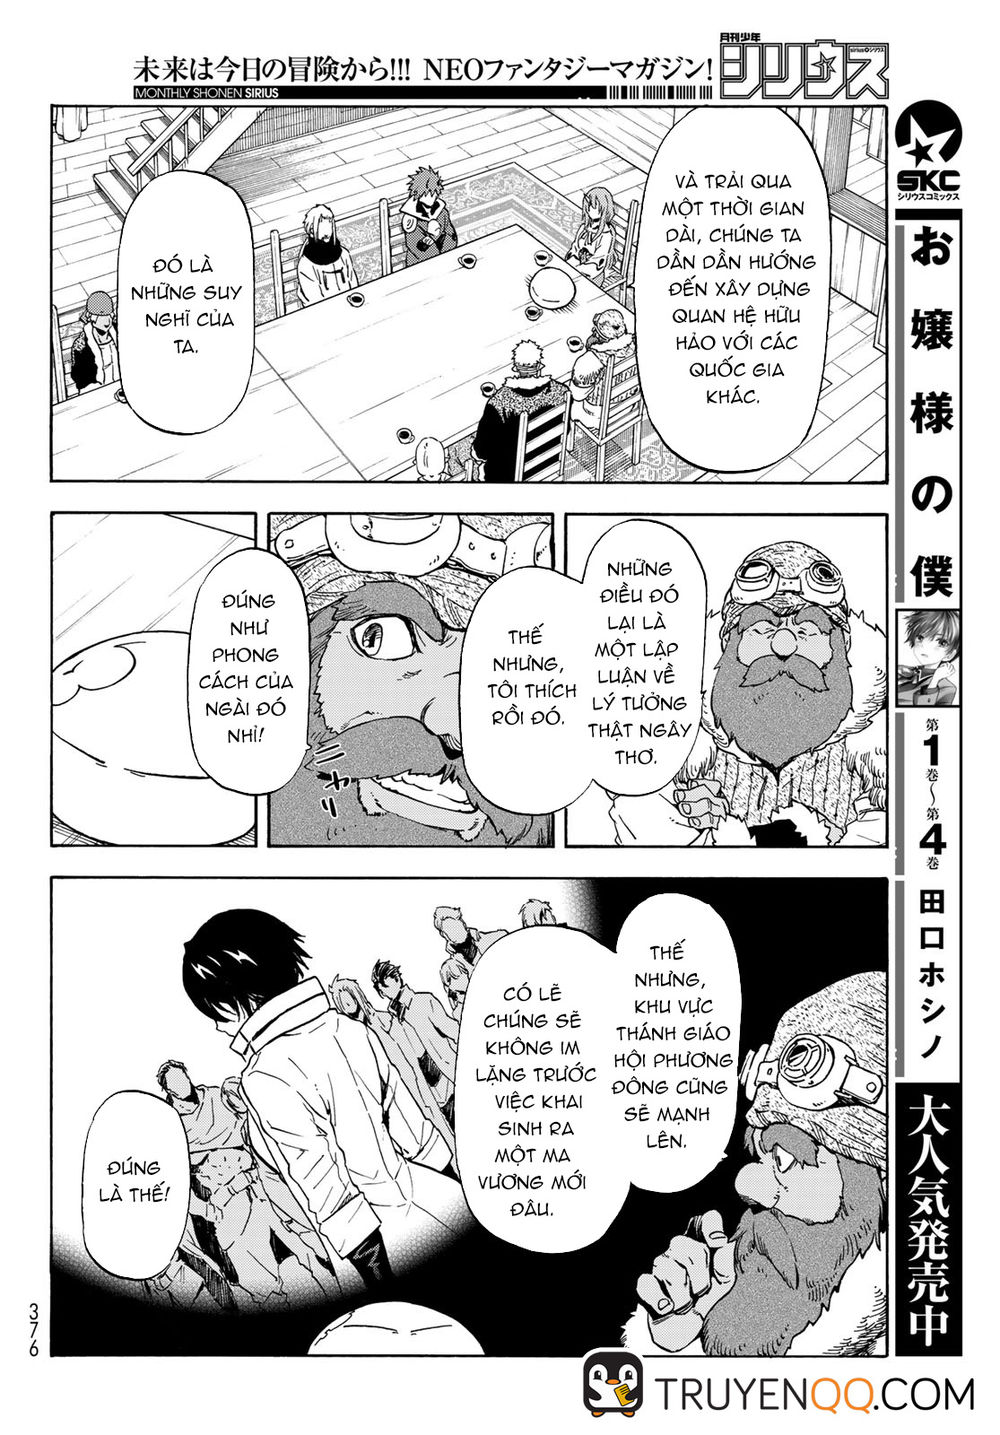 未来は今日の冒険から!!! NEOファンタジーマガジン!
月刊少年
シリウス
MONTHLY SHONEN SIRIUS
VÀ TRẢI QUA
MỘT THỜI GIAN
DÀI, CHÚNG TA
DẦN DẦN HƯỚNG
ĐẾN XÂY DỰNG
QUAN HỆ HỮU
HẢO VỚI CÁC
QUỐC GIA
KHÁC.
ĐÓ LÀ
NHỮNG SUY
NGHĨ CỦA
TA.
NHỮNG
ĐIỀU ĐÓ
LẠI LÀ
MỘT LẬP
LUẬN VỀ
LÝ TƯỞNG
THẬT NGÂY
THƠ.
THẾ
NHƯNG,
TÔI THÍCH
RỒI ĐÓ.
ニヤリ
ĐÚNG
NHƯ
PHONG
CÁCH CỦA
NGÀI ĐÓ
NHỈ!
THẾ
NHƯNG,
KHU VỰC
THÁNH GIÁO
HỘI PHƯƠNG
ĐÔNG CŨNG
SẼ MẠNH
LÊN.
CÓ LẼ
CHÚNG SẼ
KHÔNG IM
LẶNG TRƯỚC
VIỆC KHAI
SINH RA
MỘT MA
VƯƠNG MỚI
ĐÂU.
ĐÚNG
LÀ THẾ!
SKC
シリウスコミックス
お嬢様の僕
第1巻〜第4巻
田口ホシノ
大人気発売中
376
TRUYENQQ.COM